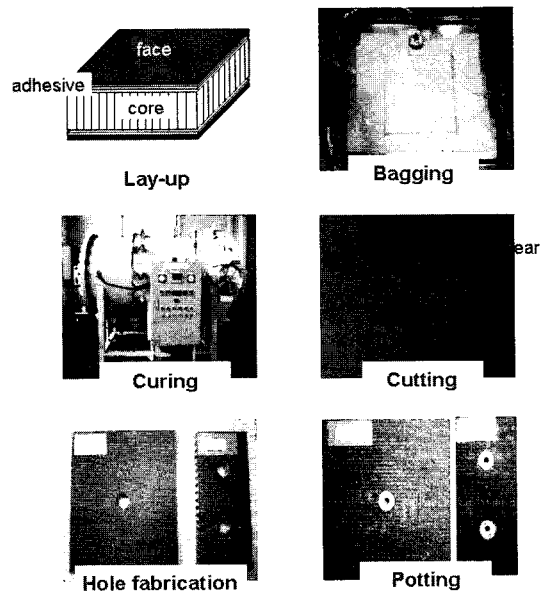 face
adhesive
core
Lay-up
Bagging
Curing
ear
Cutting
Hole fabrication
Potting